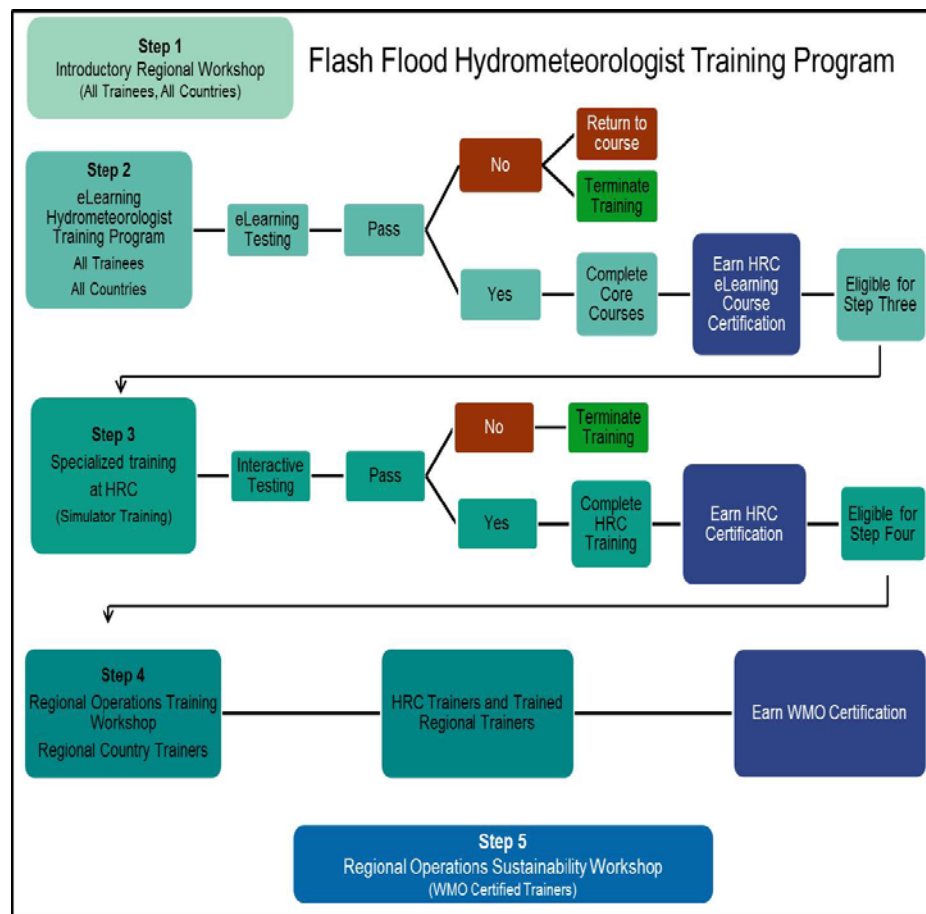 Step 1
Introductory Regional Workshop
(All Trainees, All Countries)
Flash Flood Hydrometeorologist Training Program
Step 2
eLearning
Hydrometeorologist
Training Program
All Trainees
All Countries
eLearning
Testing
Pass
No
Return to
course
Terminate
Training
Yes
Complete
Core
Courses
Earn HRC
eLearning
Course
Certification
Eligible for
Step Three
Step 3
Specialized training
at HRC
(Simulator Training)
Interactive
Testing
Pass
No
Terminate
Training
Yes
Complete
HRC
Training
Earn HRC
Certification
Eligible for
Step Four
Step 4
Regional Operations Training
Workshop
Regional Country Trainers
HRC Trainers and Trained
Regional Trainers
Earn WMO Certification
Step 5
Regional Operations Sustainability Workshop
(WMO Certified Trainers)